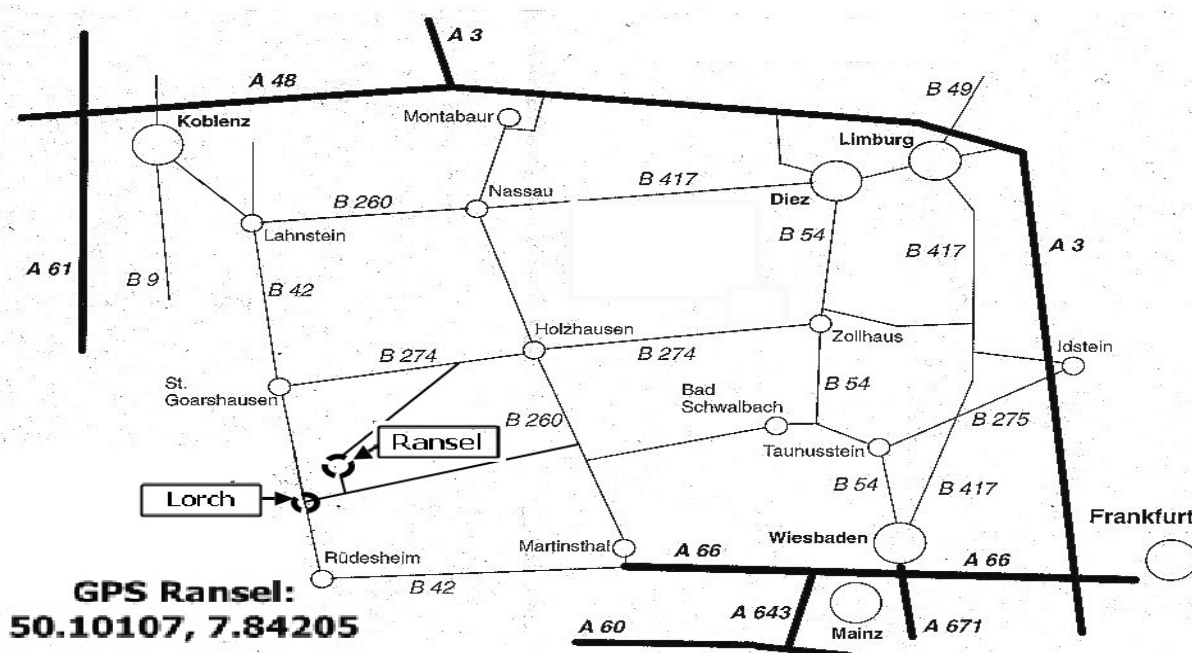 A 3
A 48
B 49
Koblenz
Montabaur
Limburg
Nassau
B 417
Diez
B 260
Lahnstein
B 54
B 417
A 3
A 61
B 9
B 42
Holzhausen
Zollhaus
Idstein
B 274
B 274
St.
Goarshausen
B 54
Bad
Schwalbach
B 260
B 275
Ransel
Taunusstein
Lorch
B 54
B 417
Frankfurt
Wiesbaden
Martinsthal
A 66
A 66
Rüdesheim
B 42
GPS Ransel:
50.10107, 7.84205
A 643
Mainz
A 671
A 60